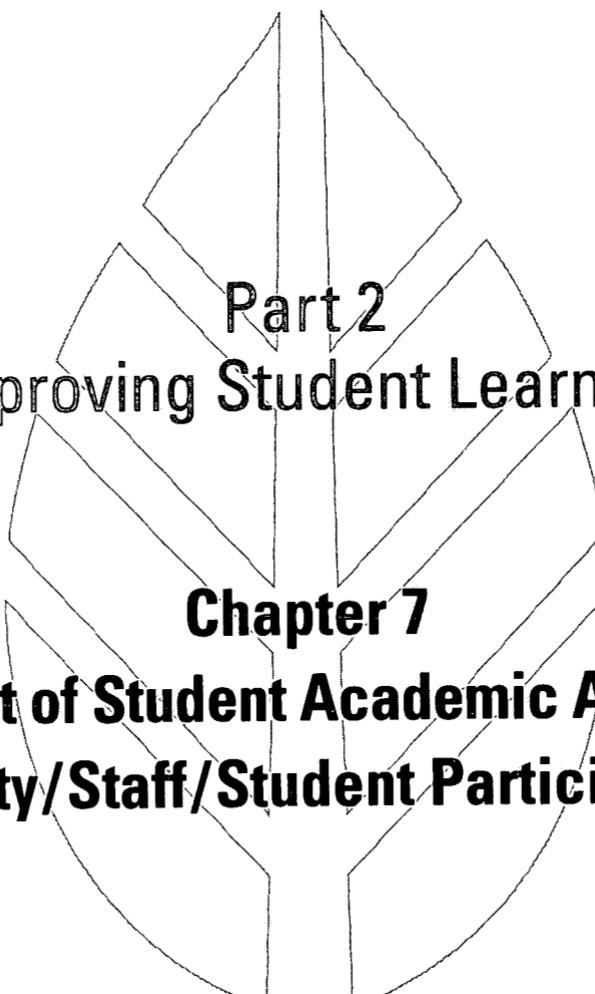 Part 2
proving Student Learn
Chapter 7
t of Student Academic A
ty/Staff/Student Partici